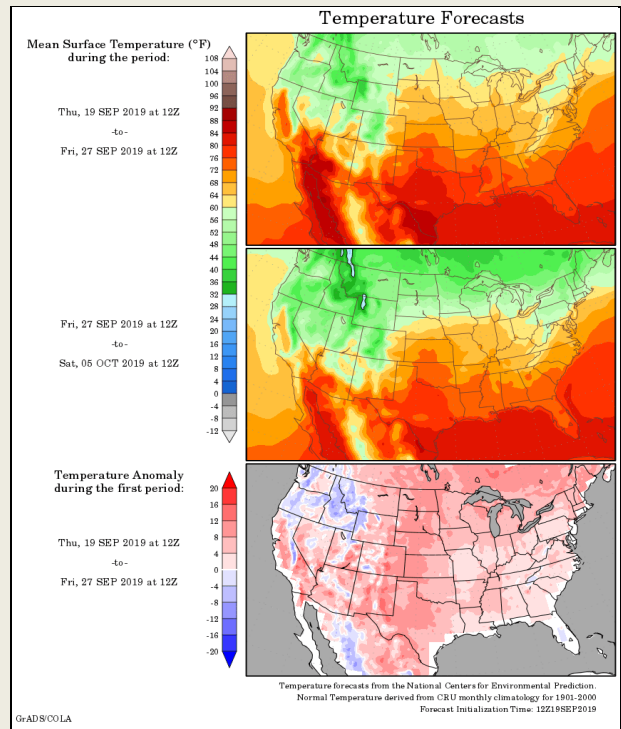 Temperature Forecasts
Mean Surface Temperature (°F)
during the period:
Thu, 19 SEP 2019 at 12Z
-to-
Fri, 27 SEP 2019 at 12Z
108
104
100
96
92
88
84
80
76
72
68
64
60
56
52
48
44
40
36
32
28
24
20
16
12
8
4
0
-4
-8
-12
Fri, 27 SEP 2019 at 12Z
-to-
Sat, 05 OCT 2019 at 12Z
Temperature Anomaly
during the first period:
Thu, 19 SEP 2019 at 12Z
-to-
Fri, 27 SEP 2019 at 12Z
20
16
12
8
4
0
-4
-8
-12
-16
-20
Temperature forecasts from the National Centers for Environmental Prediction.
Normal Temperature derived from CRU monthly climatology for 1901-2000
Forecast Initialization Time: 12Z19SEP2019
GrADS/COLA